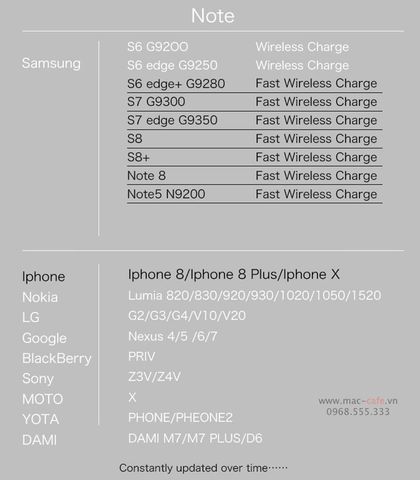 Note
Samsung
S6 G9200 Wireless Charge
S6 edge G9250 Wireless Charge
S6 edge+ G9280 Fast Wireless Charge
S7 G9300 Fast Wireless Charge
S7 edge G9350 Fast Wireless Charge
S8 Fast Wireless Charge
S8+ Fast Wireless Charge
Note 8 Fast Wireless Charge
Note5 N9200 Fast Wireless Charge
Iphone Iphone 8/Iphone 8 Plus/Iphone X
Nokia Lumia 820/830/920/930/1020/1050/1520
LG G2/G3/G4/V10/V20
Google Nexus 4/5 /6/7
BlackBerry PRIV
Sony Z3V/Z4V
MOTO X
YOTA PHONE/PHEONE2
DAMI DAMI M7/M7 PLUS/D6
www.mac-cafe.vn
0968.555.333
Constantly updated over time······